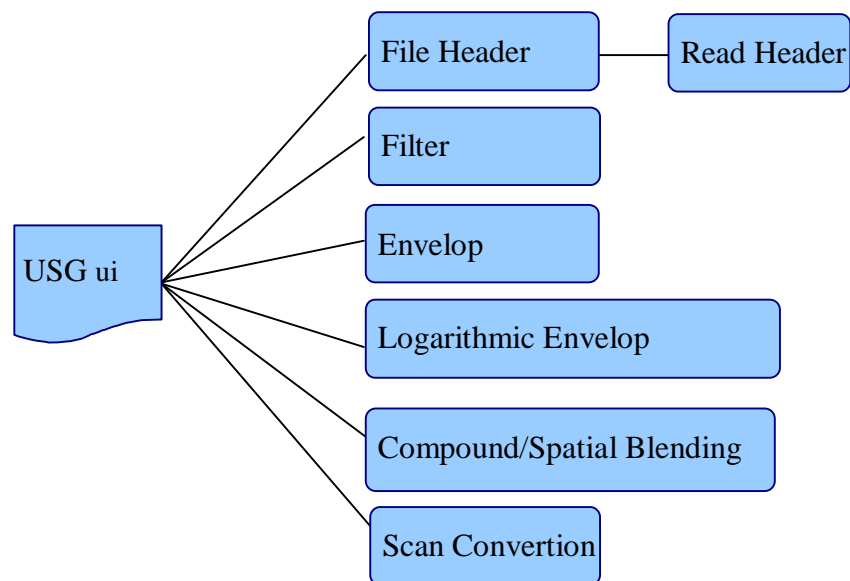 File Header
Read Header
Filter
Envelop
USG ui
Logarithmic Envelop
Compound/Spatial Blending
Scan Convertion